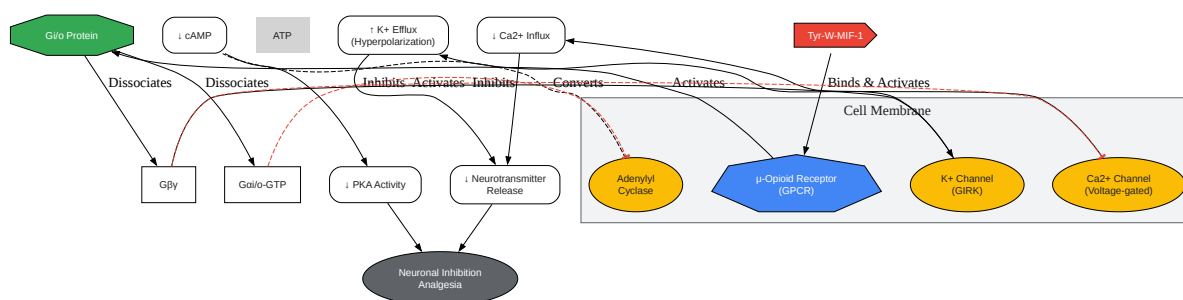 Gi/o Protein
↓ cAMP
ATP
↑ K+ Efflux
(Hyperpolarization)
↓ Ca2+ Influx
Tyr-W-MIF-1
Dissociates
Dissociates
Inhibits
Activates
Inhibits
Converts
Activates
Binds & Activates
Cell Membrane
Gβγ
Gαi/o-GTP
↓ PKA Activity
↓ Neurotransmitter
Release
Adenylyl
Cyclase
μ-Opioid Receptor
(GPCR)
K+ Channel
(GIRK)
Ca2+ Channel
(Voltage-gated)
Neuronal Inhibition
Analgesia